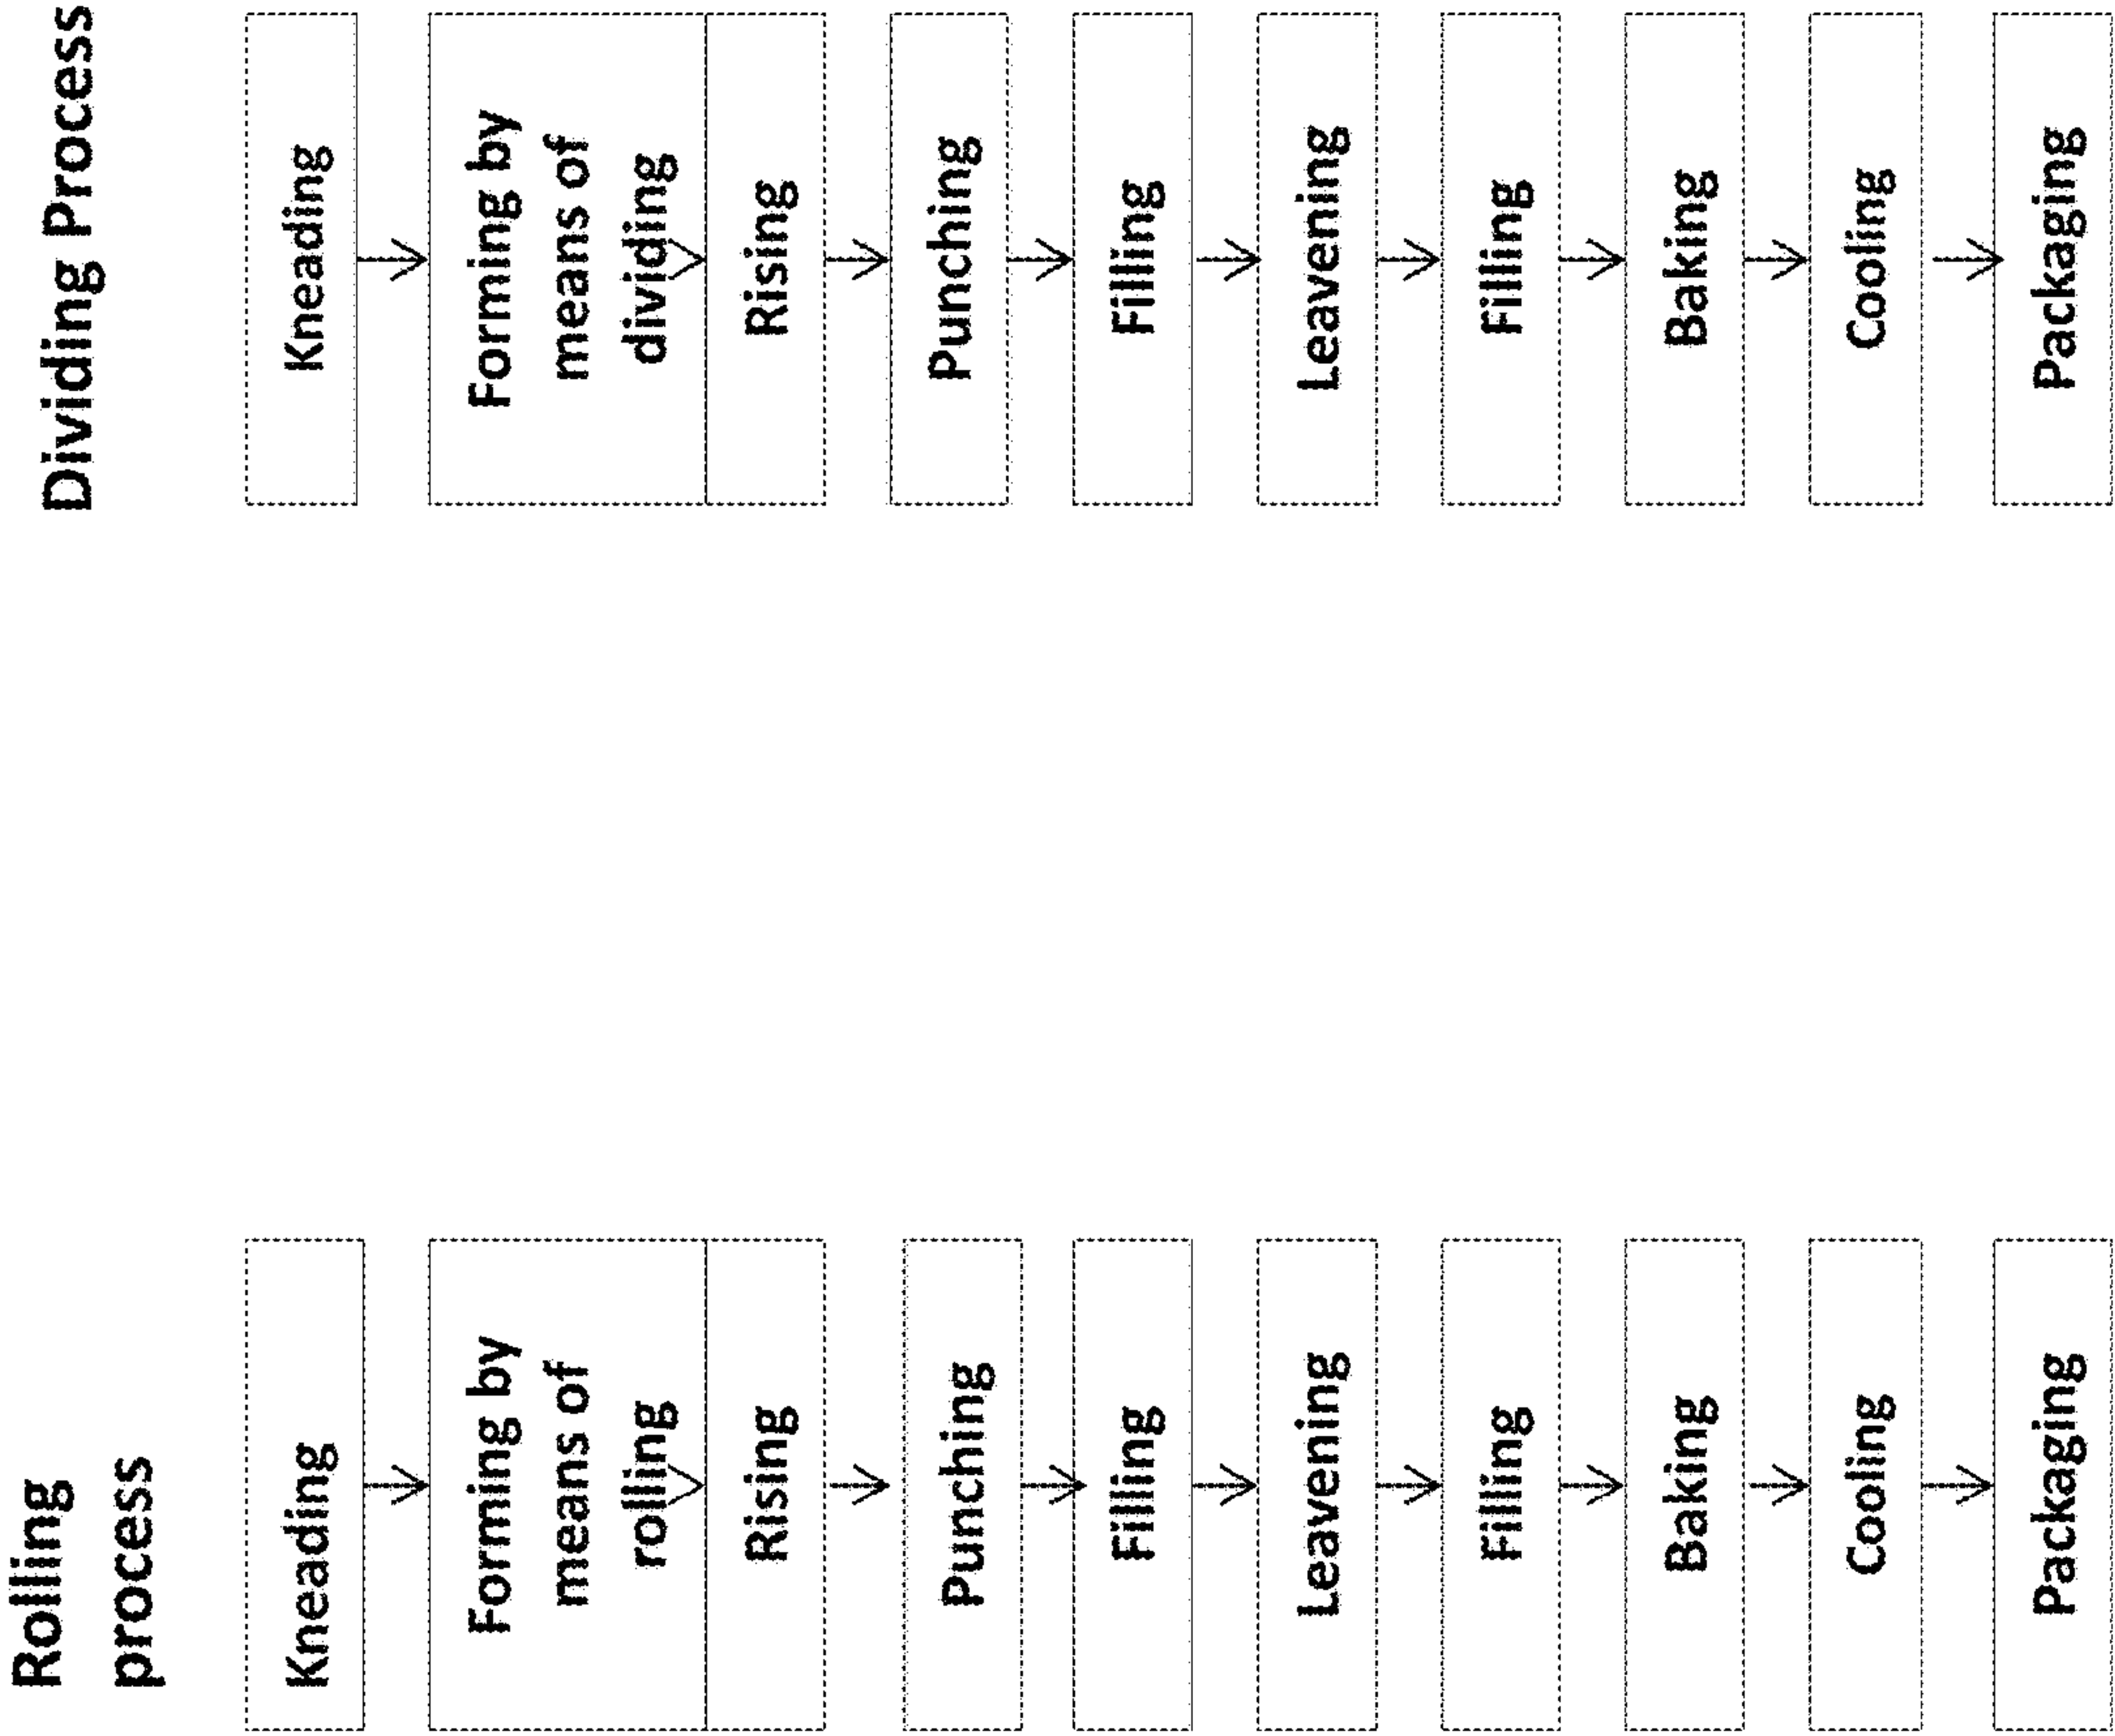 Rolling
process
Kneading
Forming by
means of
rolling
Rising
Punching
Filling
Leavening
Filling
Baking
Cooling
Packaging
Dividing Process
Kneading
Forming by
means of
dividing
Rising
Punching
Filling
Leavening
Filling
Baking
Cooling
Packaging